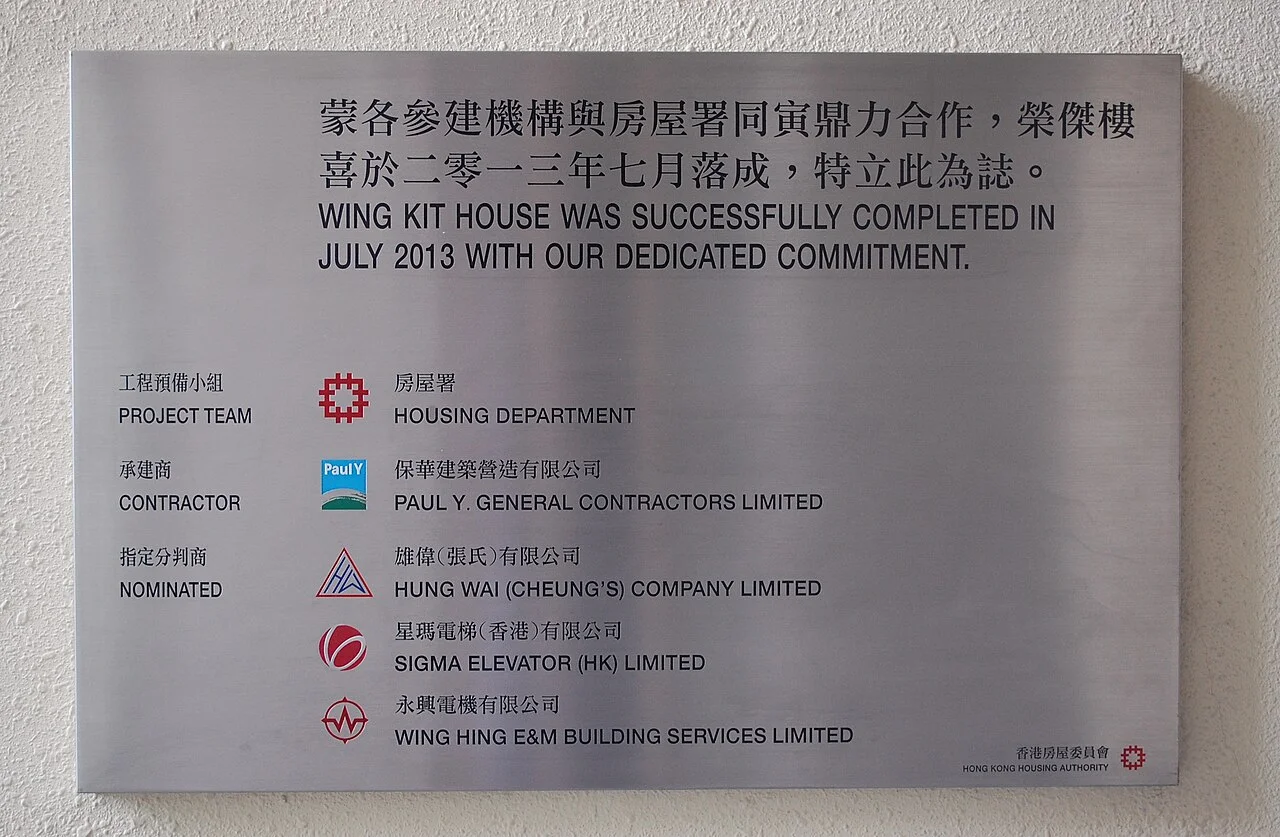 蒙各參建機構與房屋署同寅鼎力合作，榮傑樓
喜於二零一三年七月落成，特立此為誌。
WING KIT HOUSE WAS SUCCESSFULLY COMPLETED IN
JULY 2013 WITH OUR DEDICATED COMMITMENT.
工程預備小組
PROJECT TEAM
房屋署
HOUSING DEPARTMENT
承建商
CONTRACTOR
Paul Y
保華建築營造有限公司
PAUL Y. GENERAL CONTRACTORS LIMITED
指定分判商
NOMINATED
HW
雄偉(張氏)有限公司
HUNG WAI (CHEUNG'S) COMPANY LIMITED
星瑪電梯(香港)有限公司
SIGMA ELEVATOR (HK) LIMITED
永興電機有限公司
WING HING E&M BUILDING SERVICES LIMITED
香港房屋委員會
HONG KONG HOUSING AUTHORITY